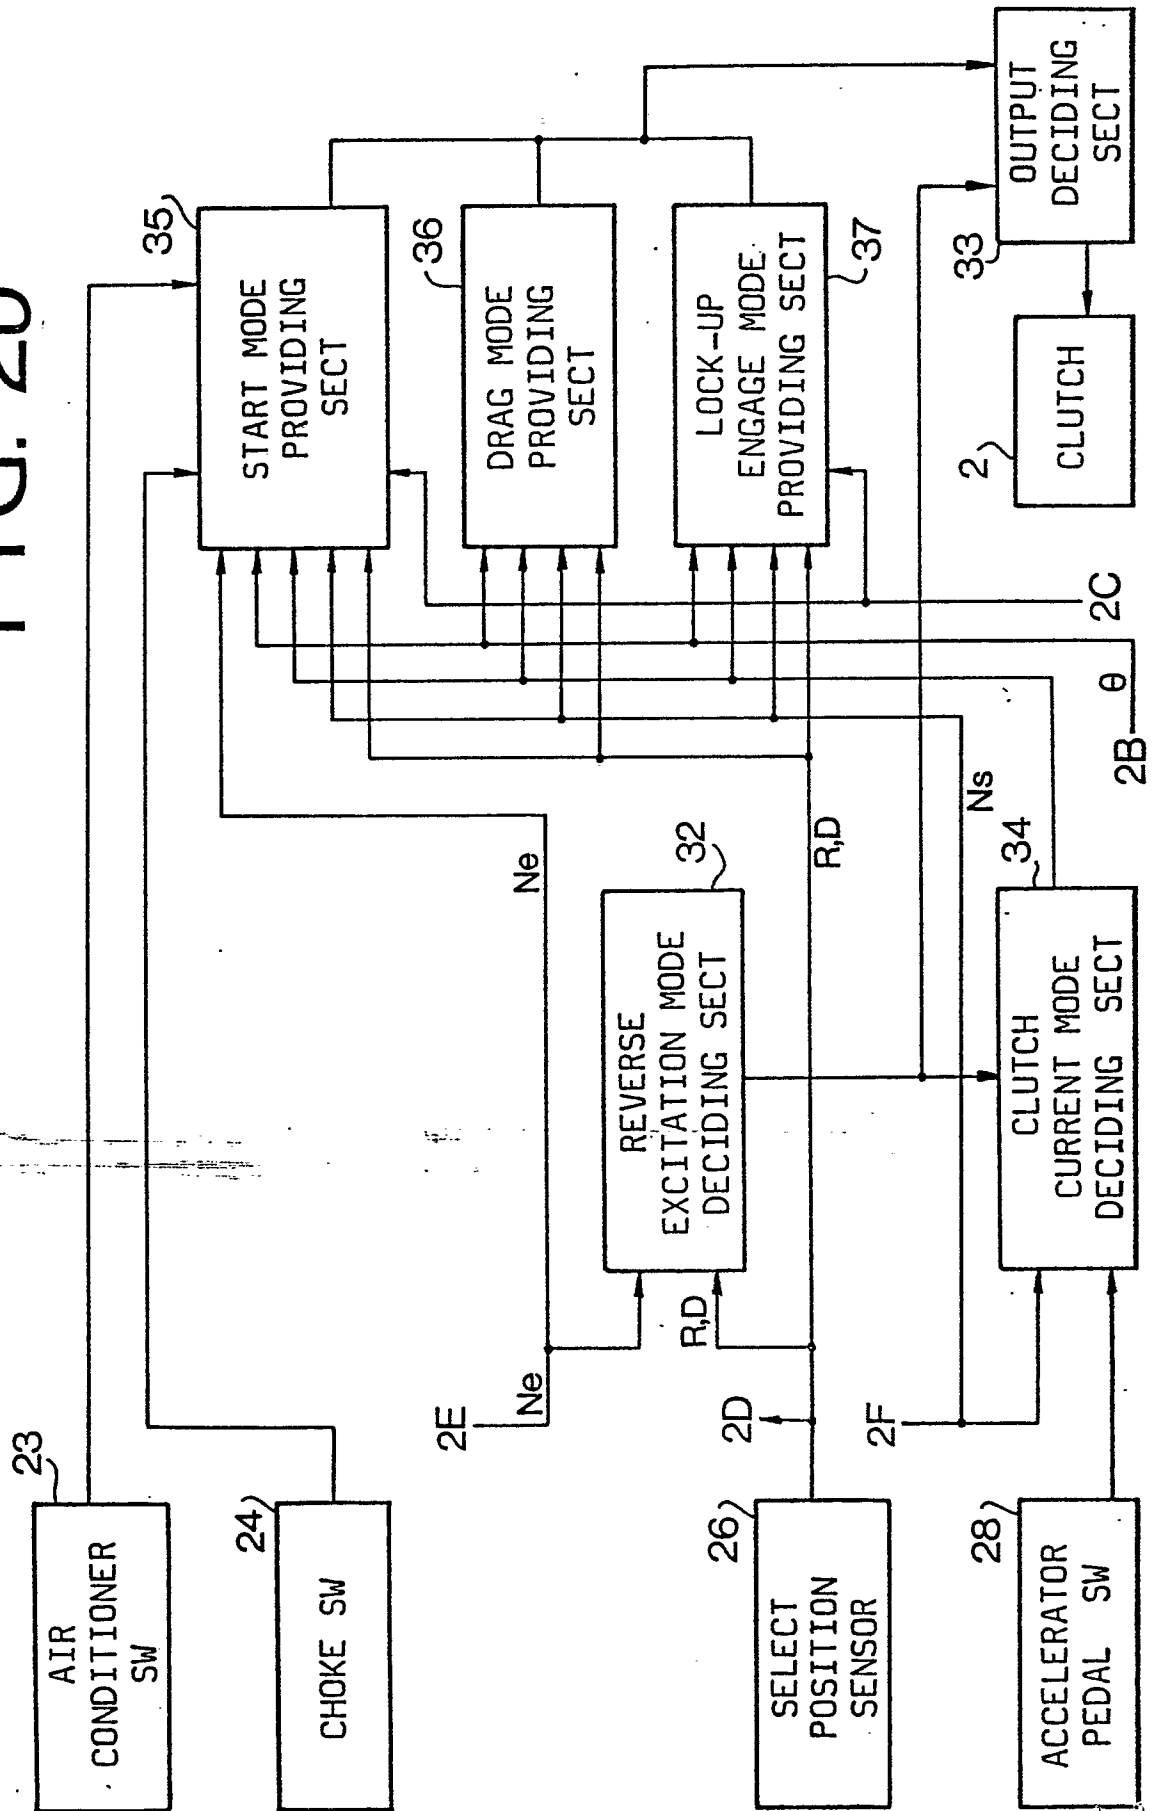 FIG. 2b
23
AIR
CONDITIONER
SW
24
CHOKE SW
2E
Ne
Ne
26
SELECT
POSITION
SENSOR
2D
R,D
R,D
28
ACCELERATOR
PEDAL SW
2F
Ns
32
REVERSE
EXCITATION MODE
DECIDING SECT
34
CLUTCH
CURRENT MODE
DECIDING SECT
2B
θ
2C
35
START MODE
PROVIDING
SECT
36
DRAG MODE
PROVIDING
SECT
37
LOCK-UP
ENGAGE MODE
PROVIDING SECT
2
CLUTCH
33
OUTPUT
DECIDING
SECT